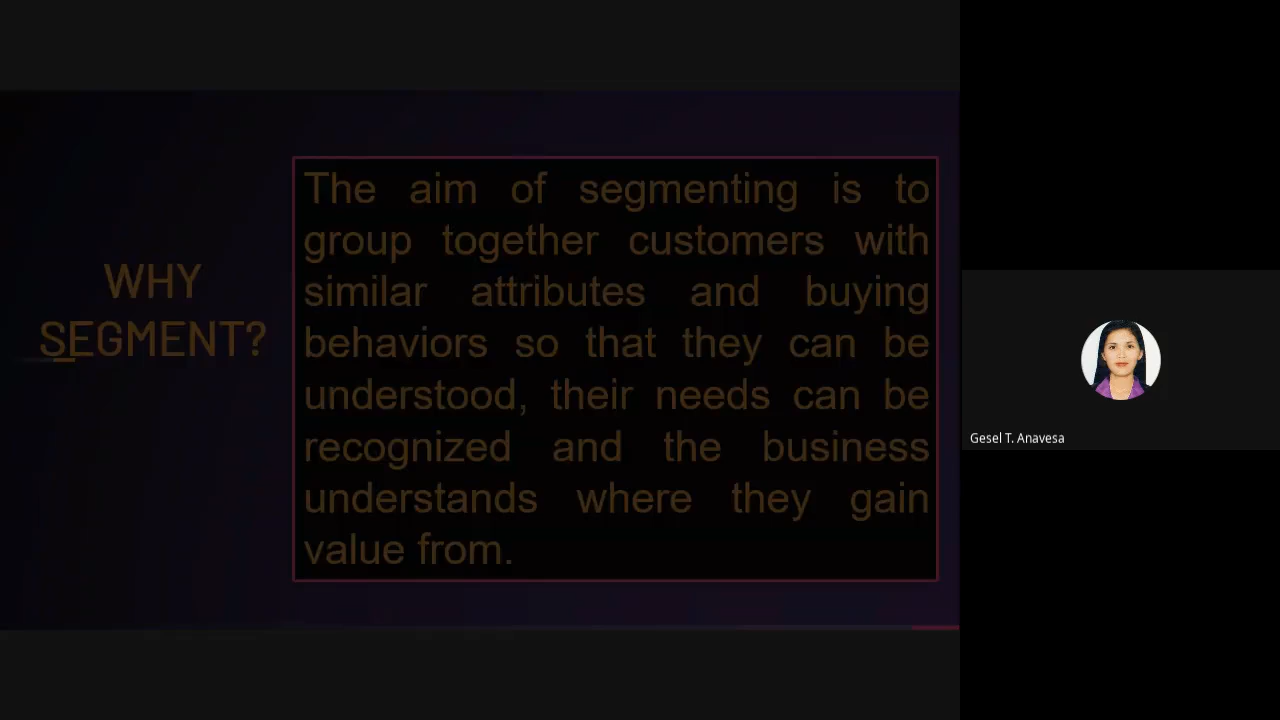 WHY
SEGMENT?
The aim of segmenting is to
group together customers with
similar attributes and buying
behaviors so that they can be
understood, their needs can be
recognized and the business
understands where they gain
value from.
Gesel T. Anavesa